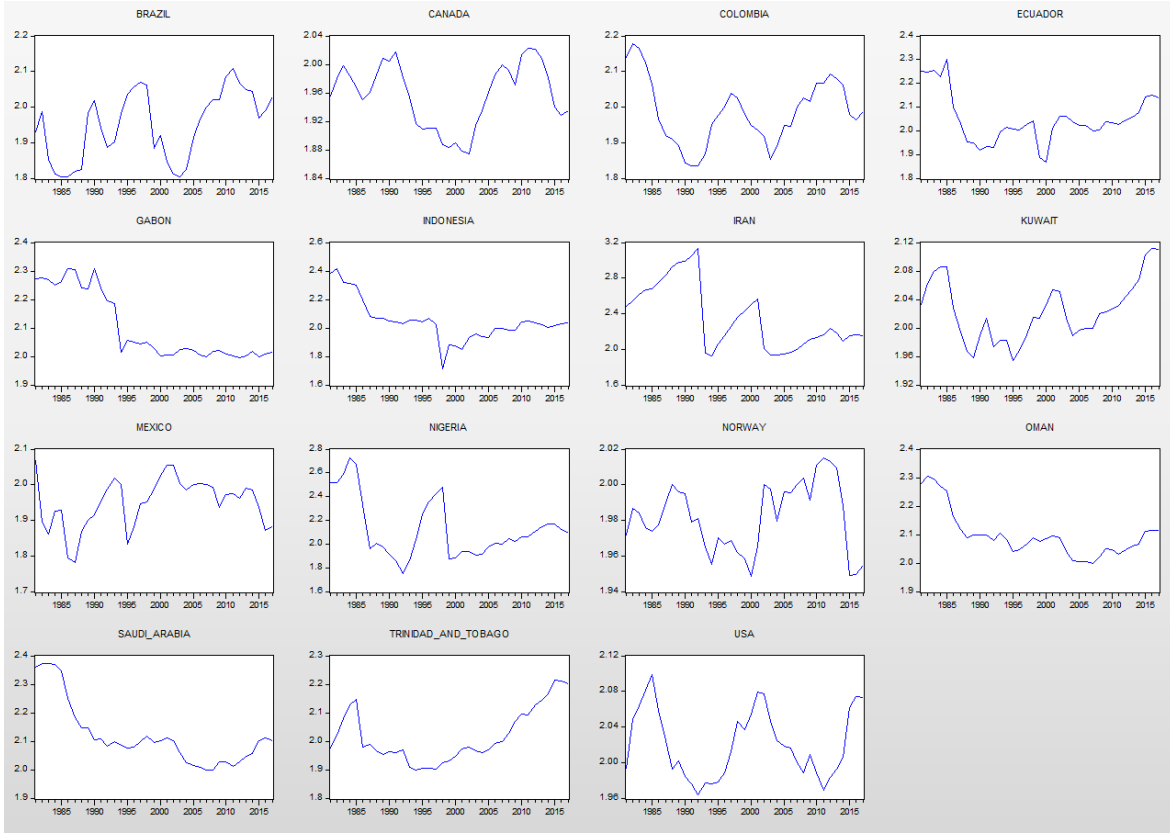 BRAZIL
2.2
2.1
2.0
1.9
1.8
1985 1990 1995 2000 2005 2010 2015
CANADA
2.04
2.00
1.96
1.92
1.88
1.84
1985 1990 1995 2000 2005 2010 2015
COLOMBIA
2.2
2.1
2.0
1.9
1.8
1985 1990 1995 2000 2005 2010 2015
ECUADOR
2.4
2.3
2.2
2.1
2.0
1.9
1.8
1985 1990 1995 2000 2005 2010 2015
GABON
2.4
2.3
2.2
2.1
2.0
1.9
1985 1990 1995 2000 2005 2010 2015
INDONESIA
2.6
2.4
2.2
2.0
1.8
1.6
1985 1990 1995 2000 2005 2010 2015
IRAN
3.2
2.8
2.4
2.0
1.6
1985 1990 1995 2000 2005 2010 2015
KUWAIT
2.12
2.08
2.04
2.00
1.96
1.92
1985 1990 1995 2000 2005 2010 2015
MEXICO
2.1
2.0
1.9
1.8
1.7
1985 1990 1995 2000 2005 2010 2015
NIGERIA
2.8
2.6
2.4
2.2
2.0
1.8
1.6
1985 1990 1995 2000 2005 2010 2015
NORWAY
2.02
2.00
1.98
1.96
1.94
1985 1990 1995 2000 2005 2010 2015
OMAN
2.4
2.3
2.2
2.1
2.0
1.9
1985 1990 1995 2000 2005 2010 2015
SAUDI_ARABIA
2.4
2.3
2.2
2.1
2.0
1.9
1985 1990 1995 2000 2005 2010 2015
TRINIDAD_AND_TOBAGO
2.3
2.2
2.1
2.0
1.9
1.8
1985 1990 1995 2000 2005 2010 2015
USA
2.12
2.08
2.04
2.00
1.96
1985 1990 1995 2000 2005 2010 2015